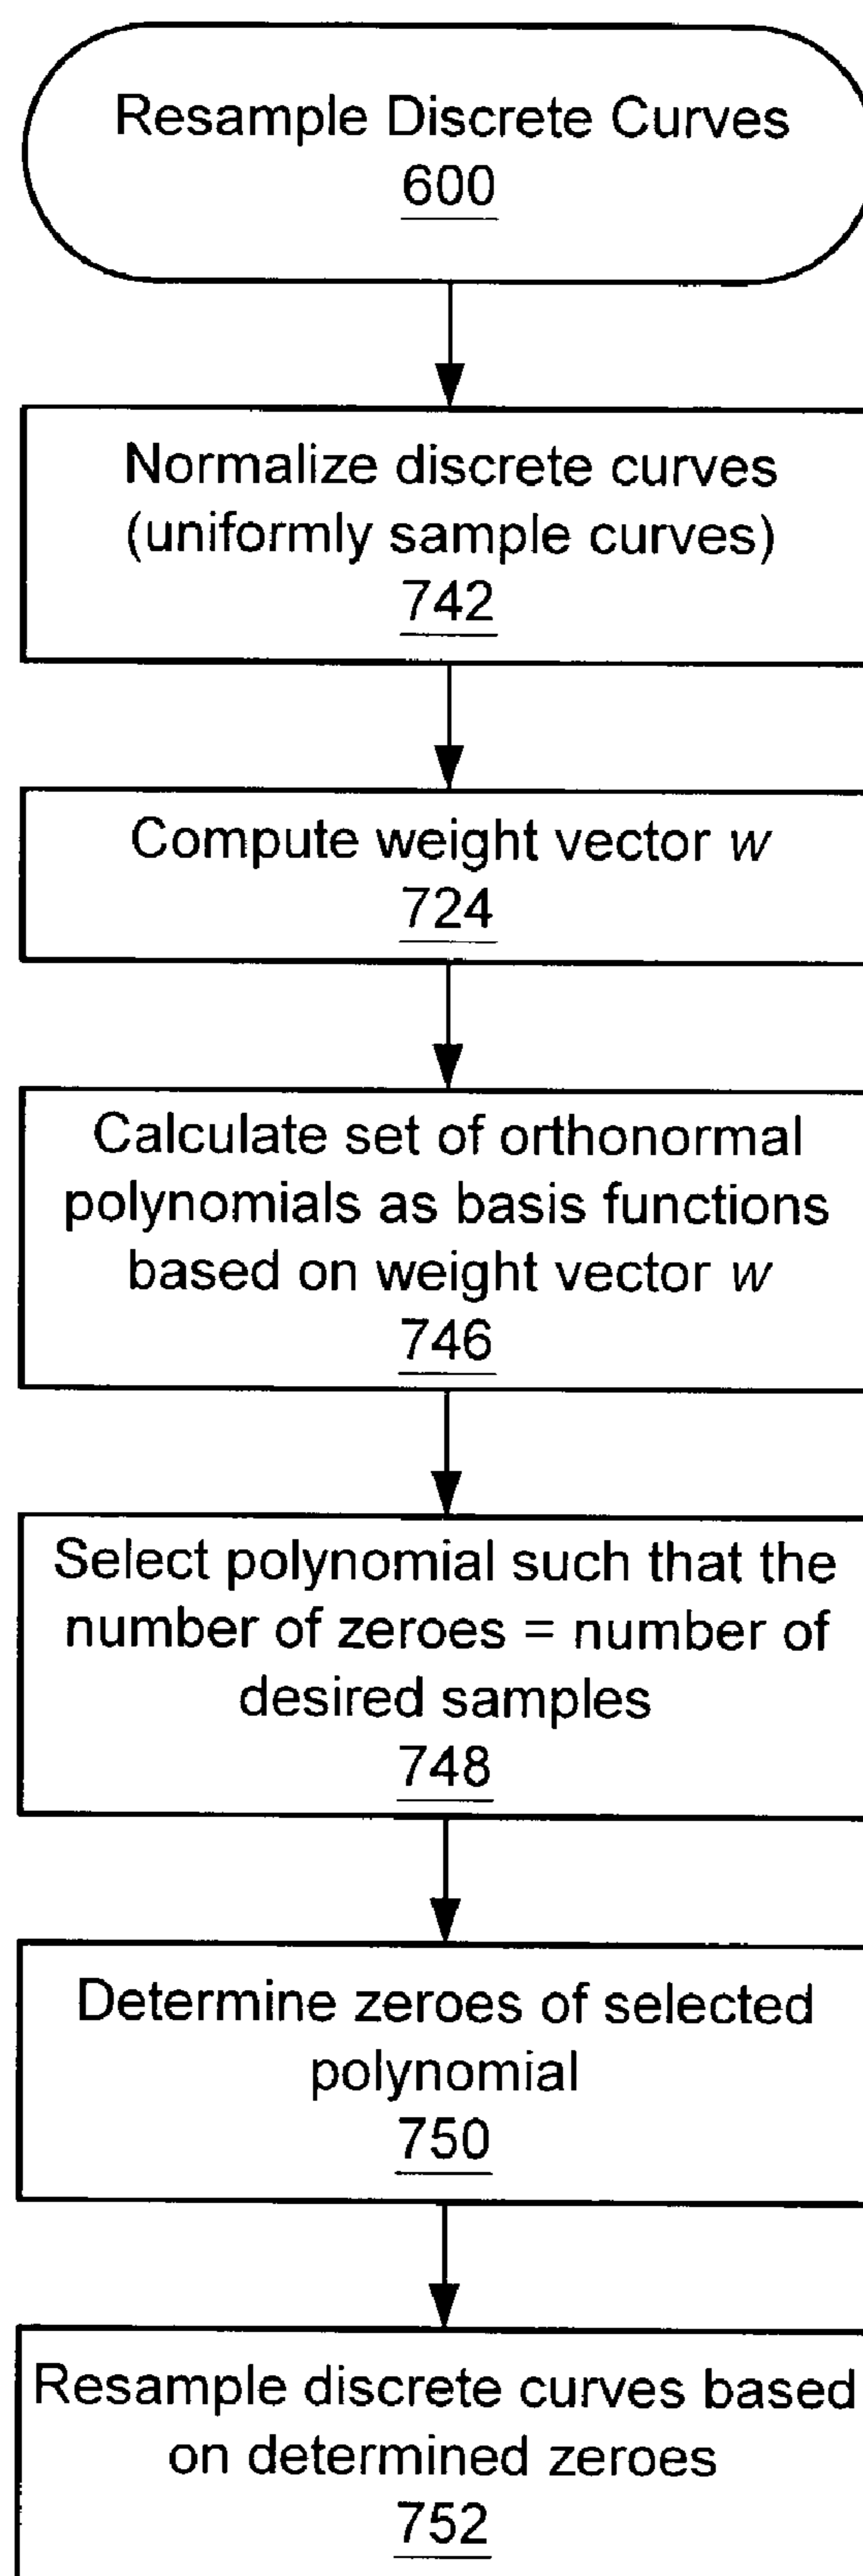 Resample Discrete Curves
600
Normalize discrete curves
(uniformly sample curves)
742
Compute weight vector w
724
Calculate set of orthonormal
polynomials as basis functions
based on weight vector w
746
Select polynomial such that the
number of zeroes = number of
desired samples
748
Determine zeroes of selected
polynomial
750
Resample discrete curves based
on determined zeroes
752